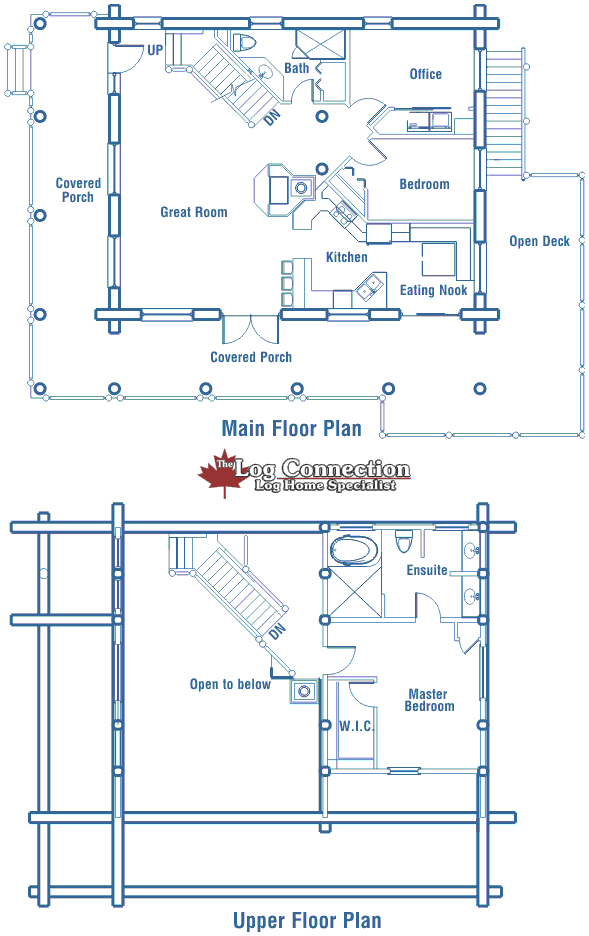 UP
Bath
Office
DN
Covered
Porch
Great Room
Bedroom
Kitchen
Open Deck
Eating Nook
Covered Porch
Main Floor Plan
The Log Connection
Log Home Specialist
Ensuite
DN
Open to below
Master
Bedroom
W.I.C.
Upper Floor Plan